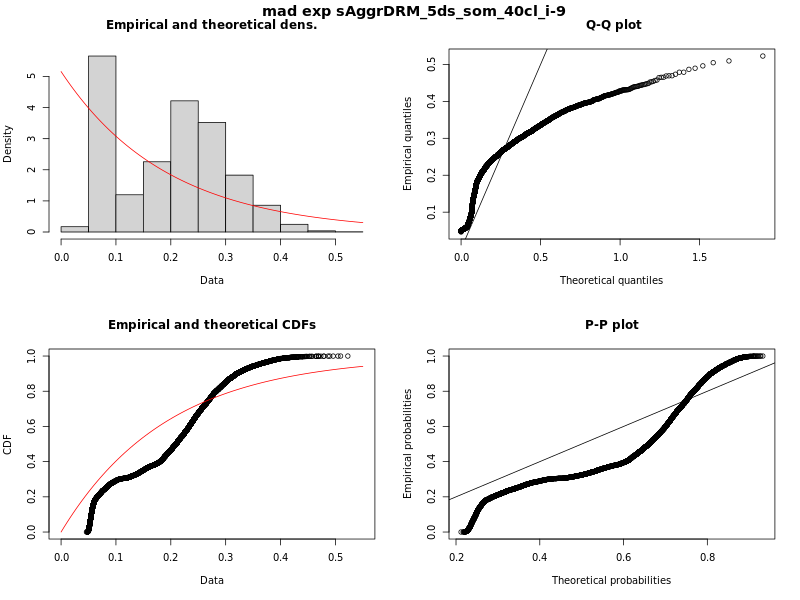 mad exp sAggrDRM_5ds_som_40cl_i-9
Empirical and theoretical dens.
Density
0 1 2 3 4 5
0.0 0.1 0.2 0.3 0.4 0.5
Data
Q-Q plot
Empirical quantiles
0.1 0.2 0.3 0.4 0.5
0.0 0.5 1.0 1.5
Theoretical quantiles
Empirical and theoretical CDFs
CDF
0.0 0.2 0.4 0.6 0.8 1.0
0.0 0.1 0.2 0.3 0.4 0.5
Data
P-P plot
Empirical probabilities
0.0 0.2 0.4 0.6 0.8 1.0
0.2 0.4 0.6 0.8
Theoretical probabilities